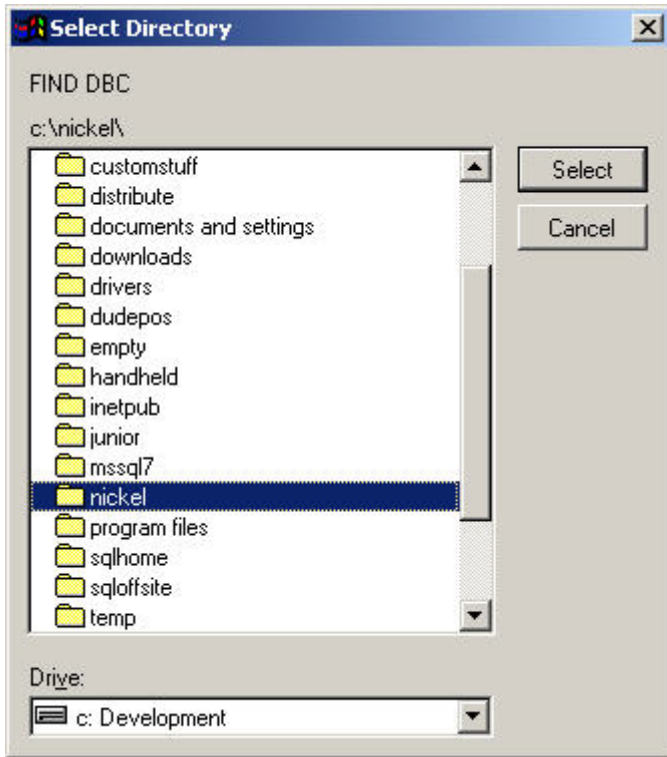 Select Directory
FIND DBC
c:\nickel\
customstuff
Select
distribute
documents and settings
Cancel
downloads
drivers
dudepos
empty
handheld
inetpub
junior
mssql7
nickel
program files
sqlhome
sqloffsite
temp
Drive:
c: Development